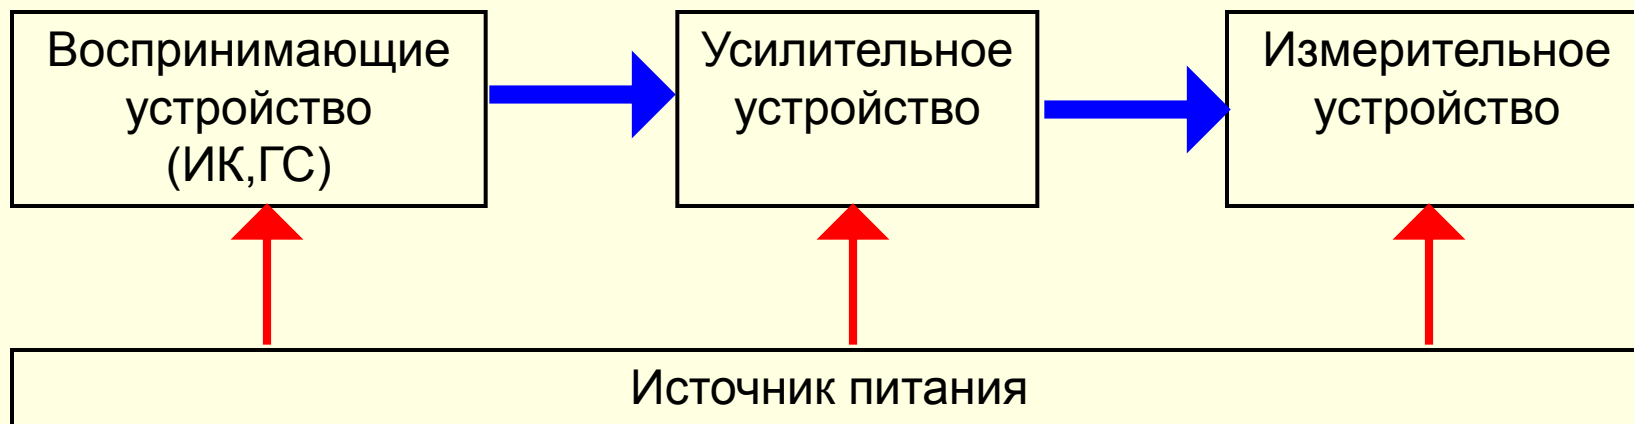 Воспринимающие
устройство
(ИК,ГС)
Усилительное
устройство
Измерительное
устройство
Источник питания